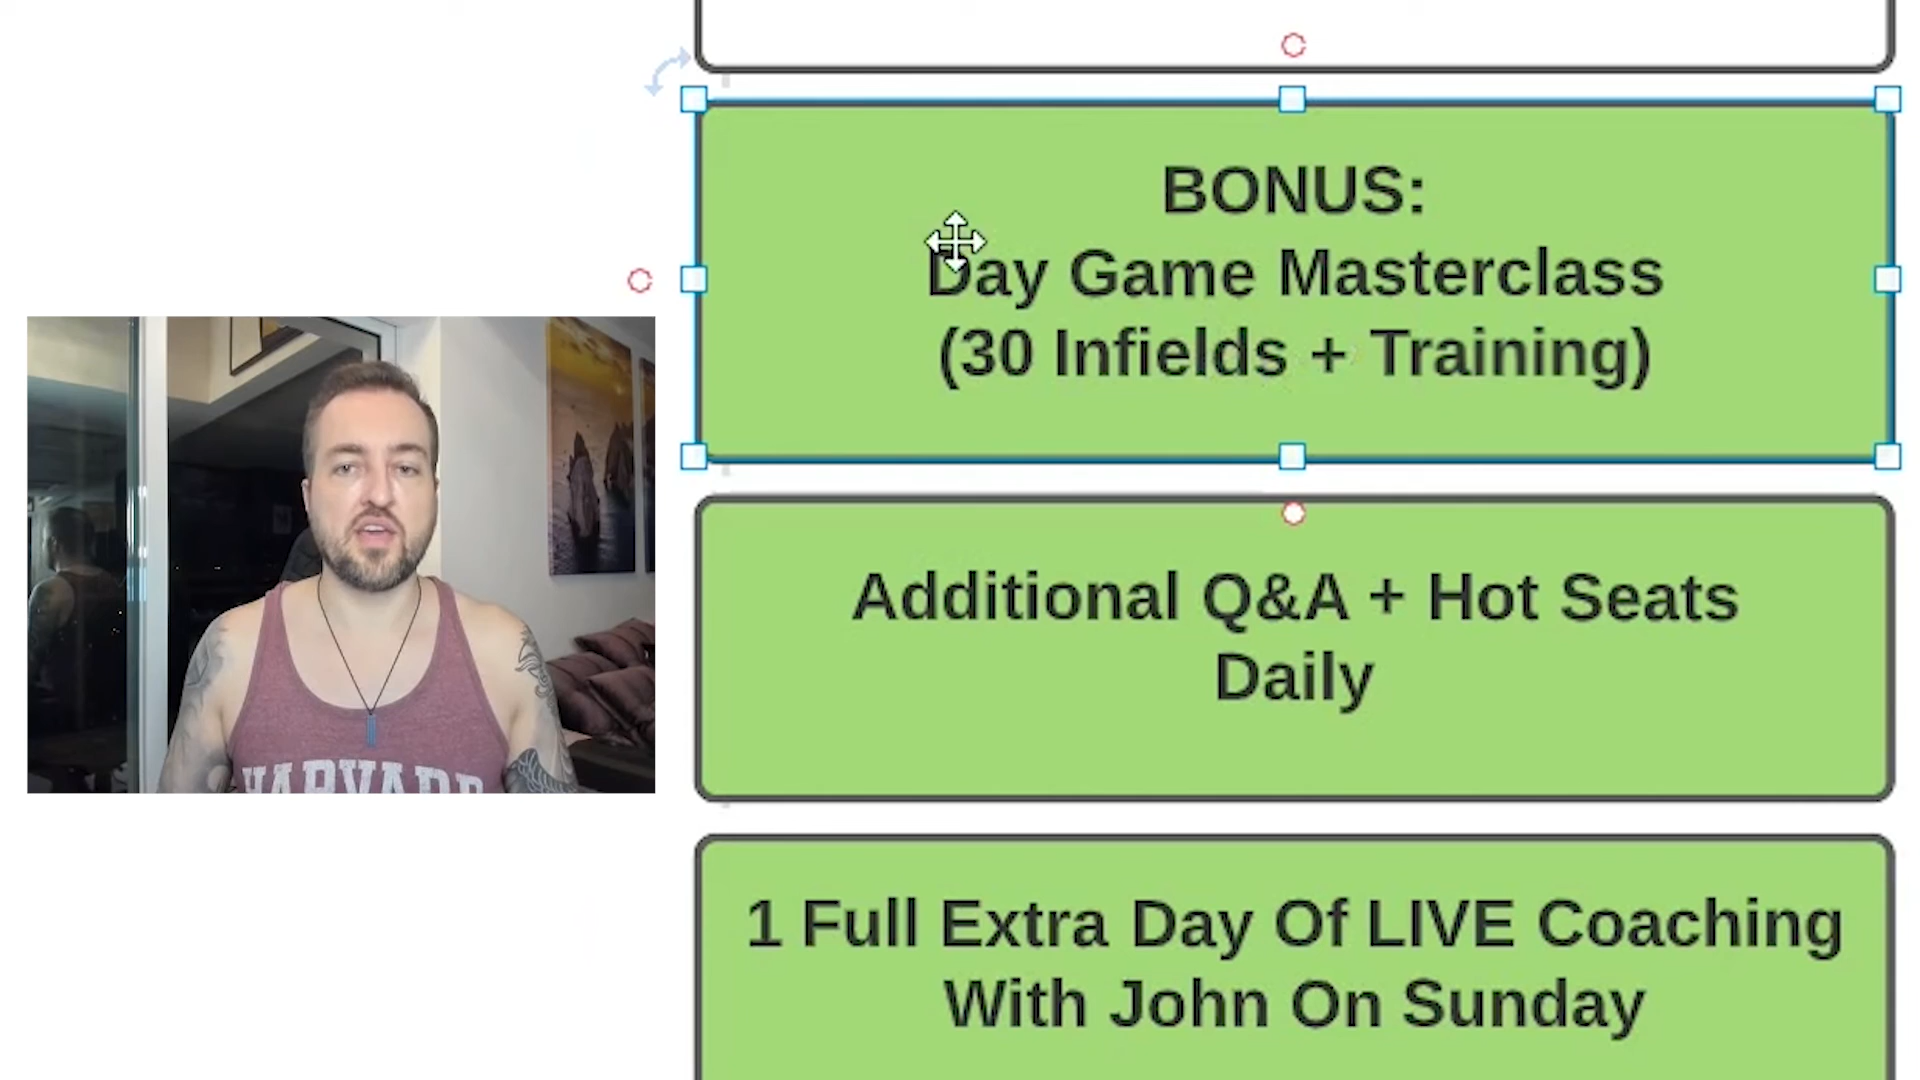 BONUS:
Day Game Masterclass
(30 Infields + Training)
Additional Q&A + Hot Seats
Daily
1 Full Extra Day Of LIVE Coaching
With John On Sunday
HARVARD